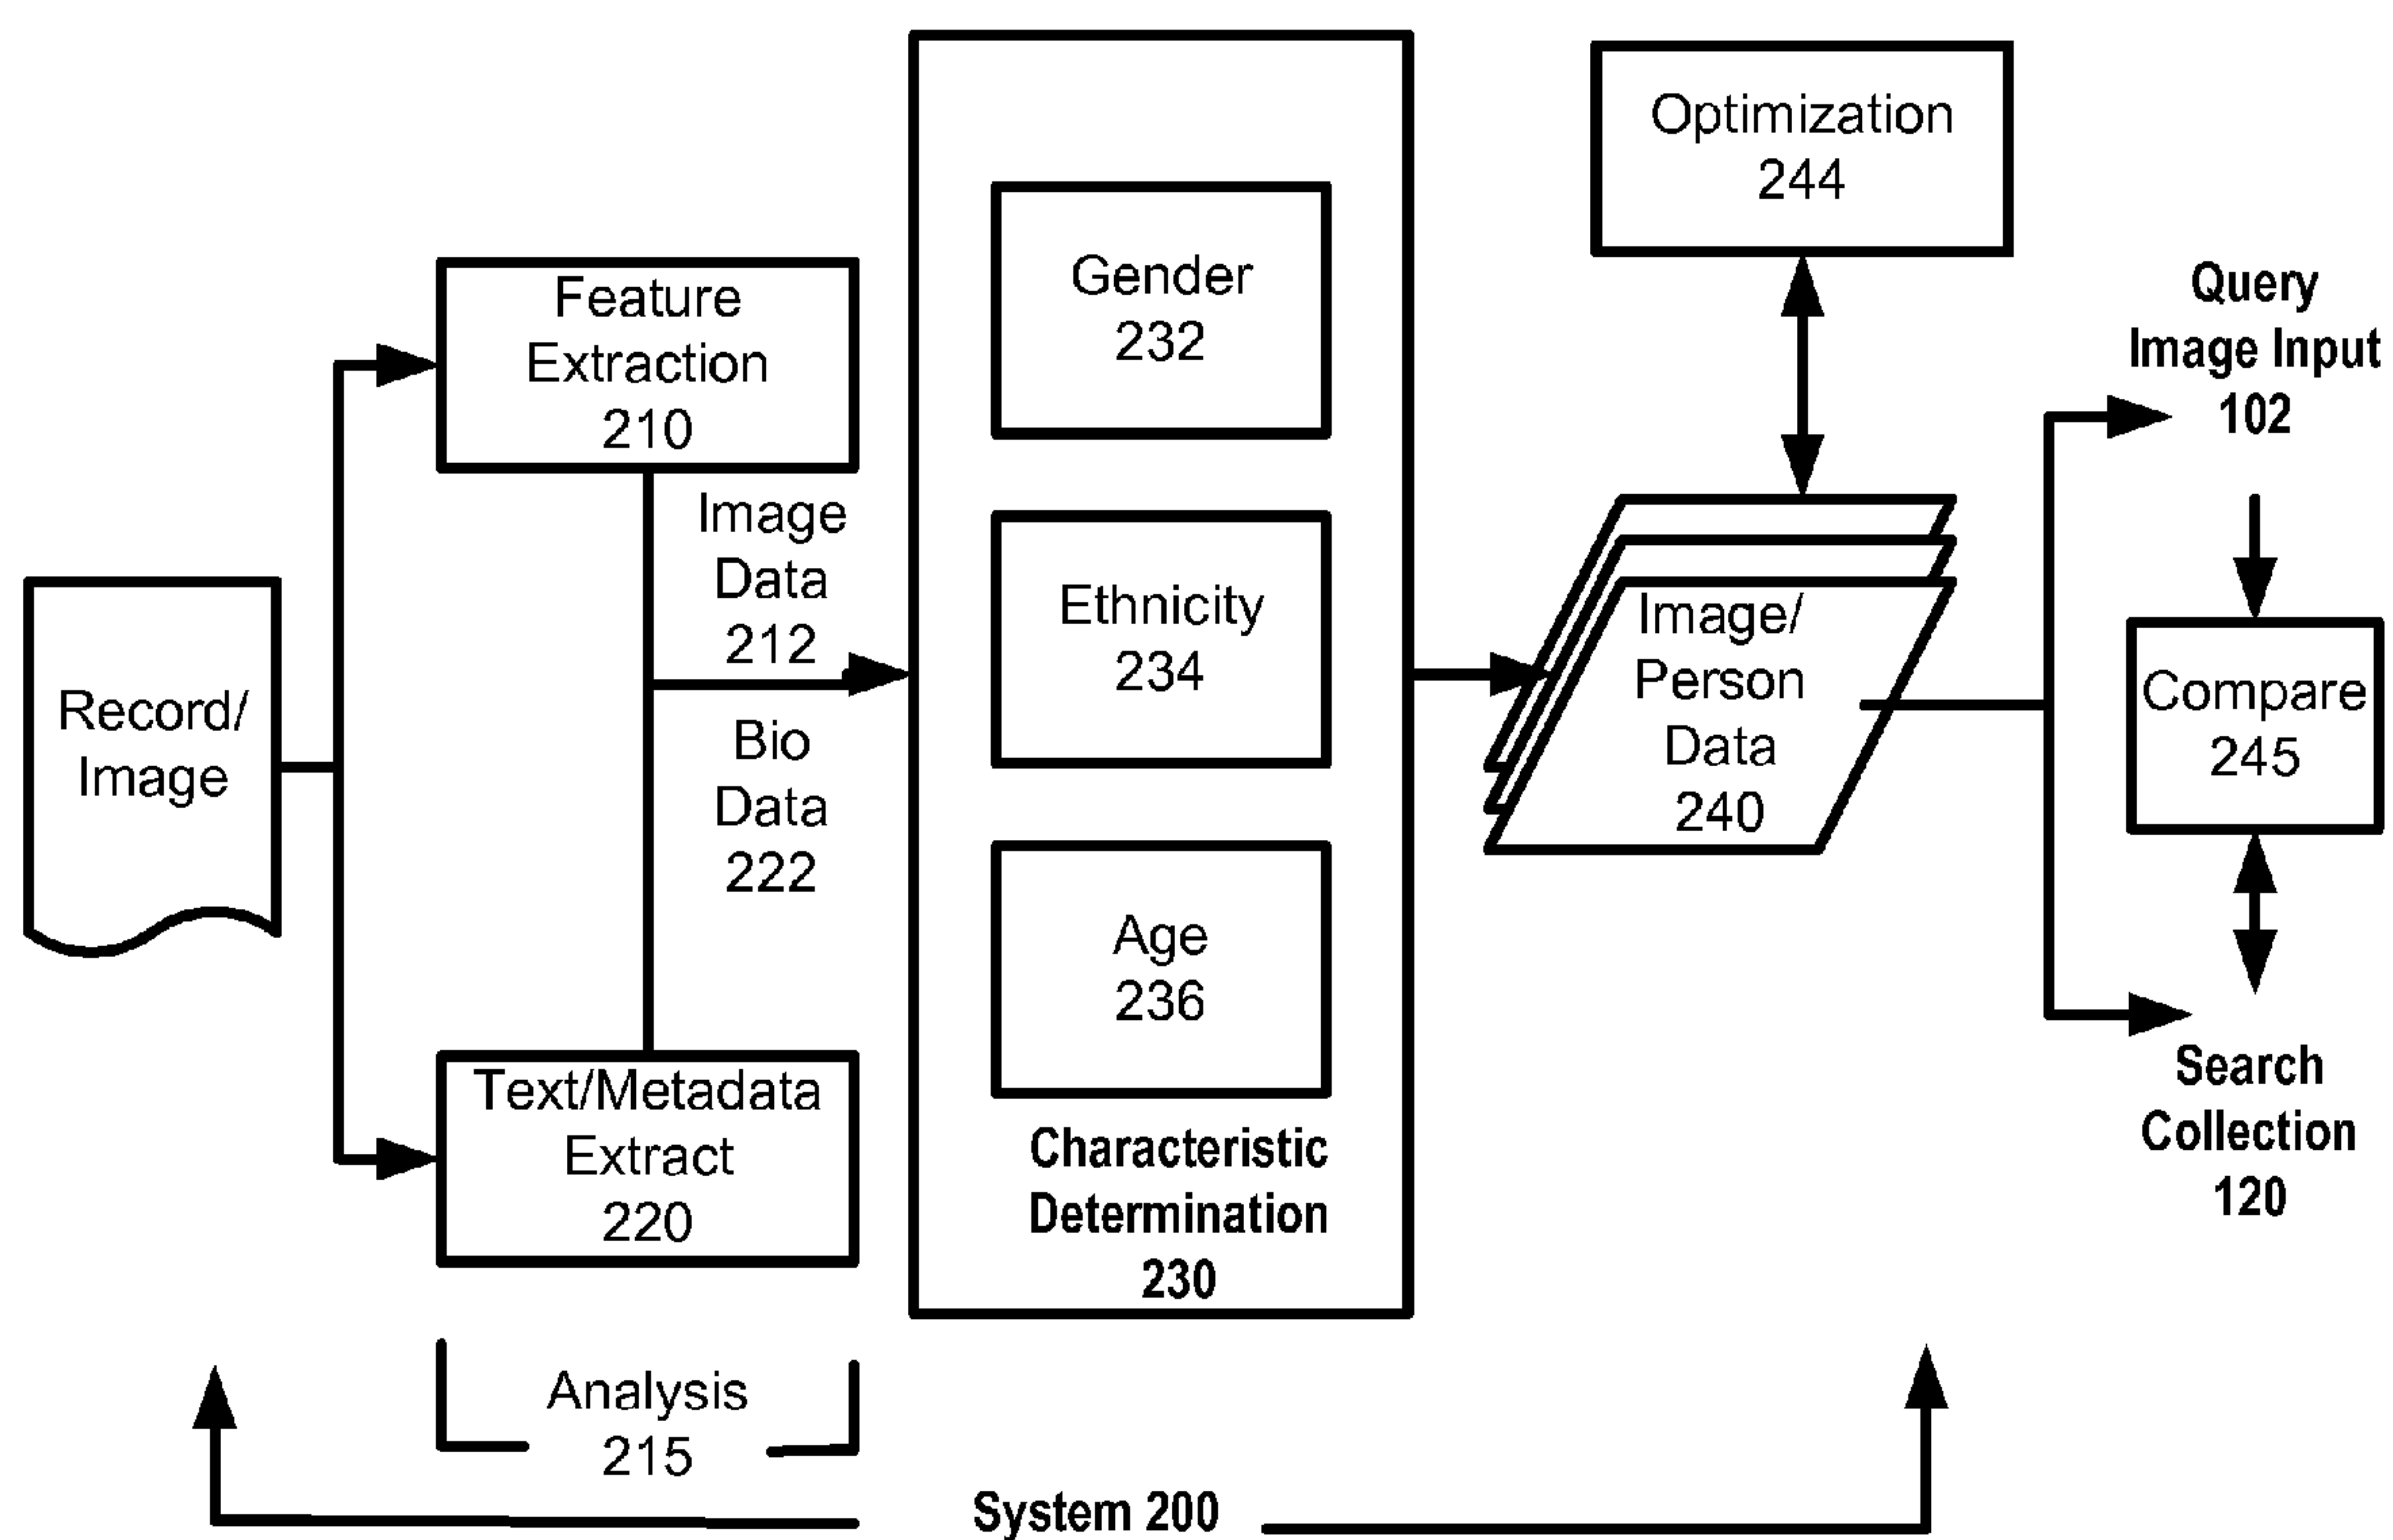 Record/
Image
Feature
Extraction
210
Image
Data
212
Bio
Data
222
Text/Metadata
Extract
220
Analysis
215
Gender
232
Ethnicity
234
Age
236
Characteristic
Determination
230
Optimization
244
Image/
Person
Data
240
Query
Image Input
102
Compare
245
Search
Collection
120
System 200